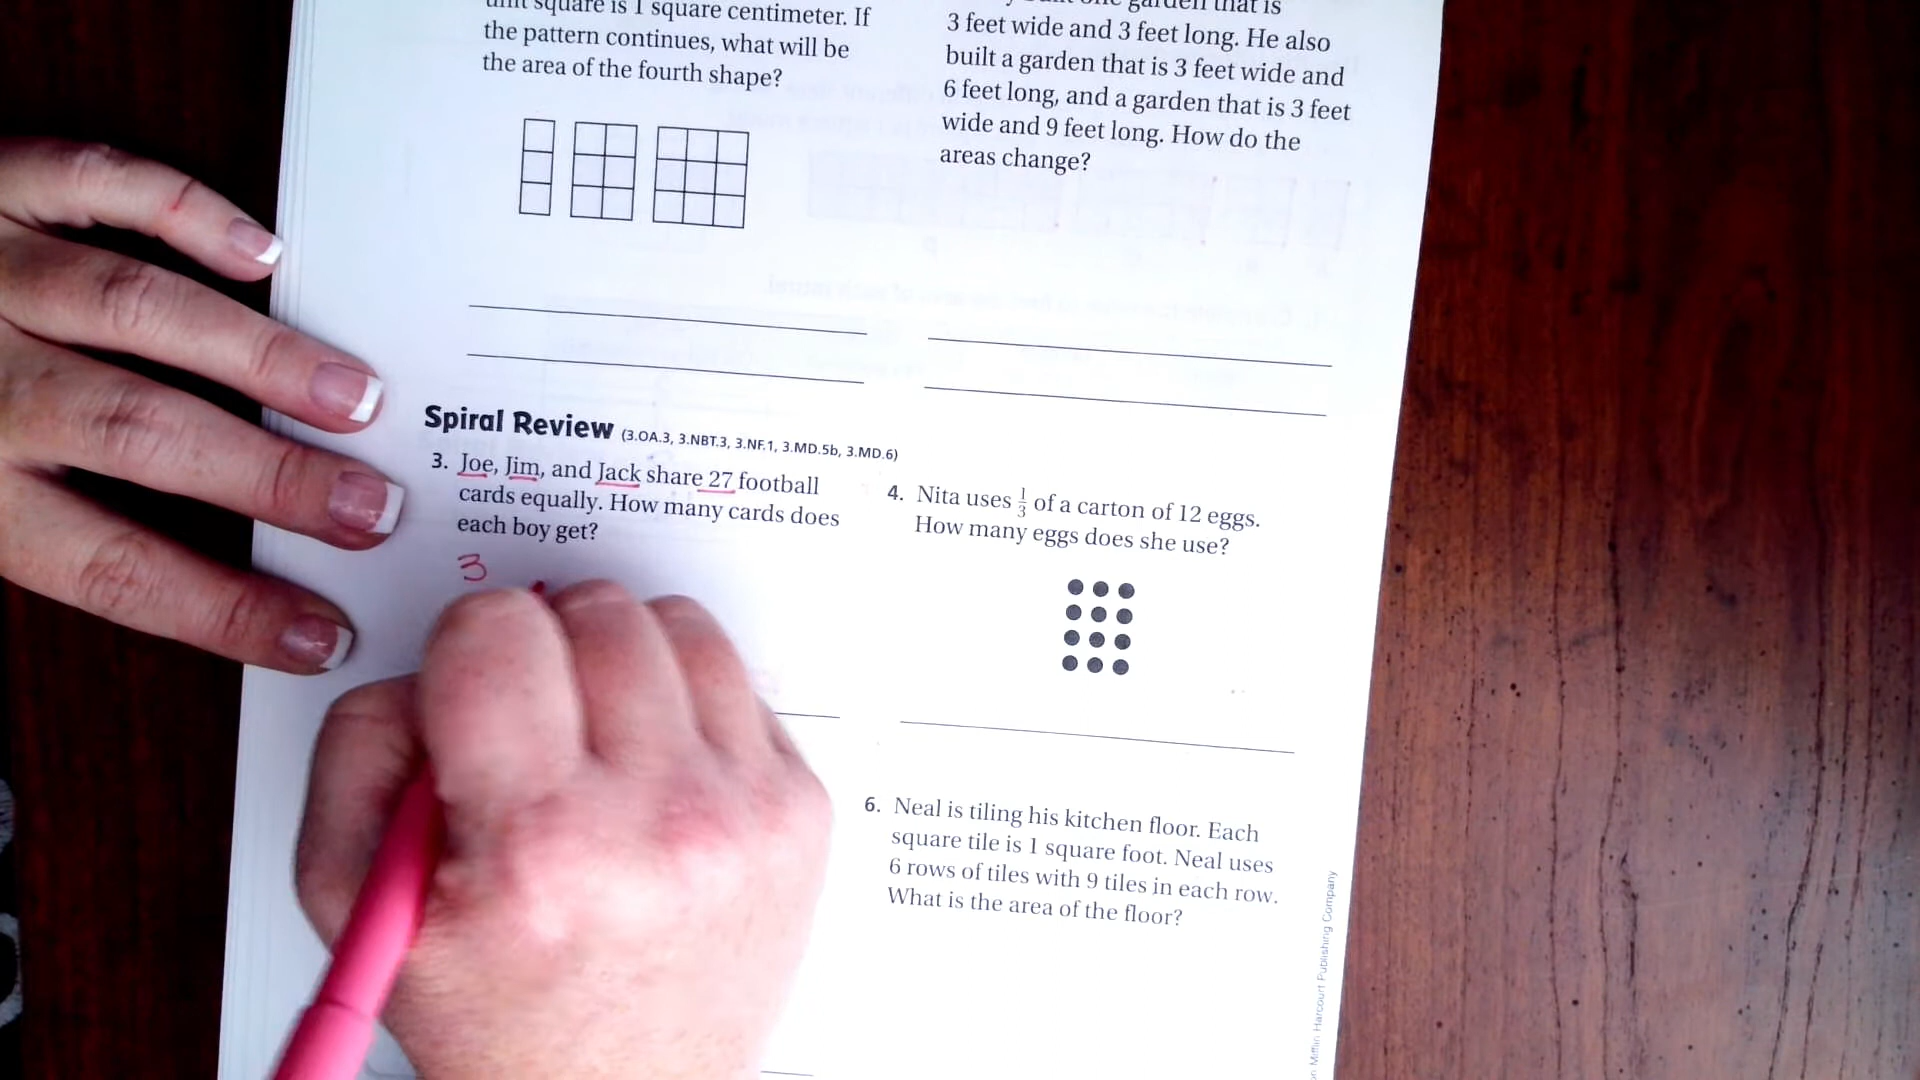 unit square is 1 square centimeter. If
the pattern continues, what will be
the area of the fourth shape?
one garden that is
3 feet wide and 3 feet long. He also
built a garden that is 3 feet wide and
6 feet long, and a garden that is 3 feet
wide and 9 feet long. How do the
areas change?
Spiral Review (3.OA.3, 3.NBT.3, 3.NF.1, 3.MD.5b, 3.MD.6)
3. Joe, Jim, and Jack share 27 football
cards equally. How many cards does
each boy get?
3
4. Nita uses 1/3 of a carton of 12 eggs.
How many eggs does she use?
6. Neal is tiling his kitchen floor. Each
square tile is 1 square foot. Neal uses
6 rows of tiles with 9 tiles in each row.
What is the area of the floor?
Mifflin Harcourt Publishing Company